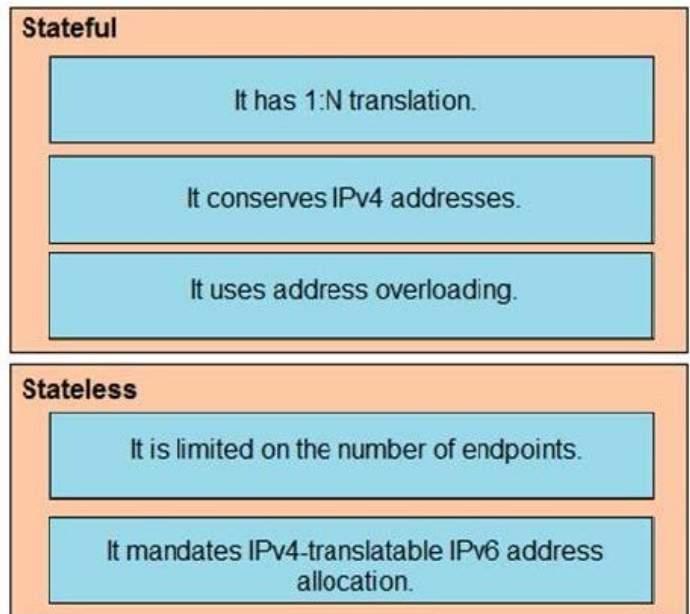 Stateful
It has 1:N translation.
It conserves IPv4 addresses.
It uses address overloading.
Stateless
It is limited on the number of endpoints.
It mandates IPv4-translatable IPv6 address
allocation.